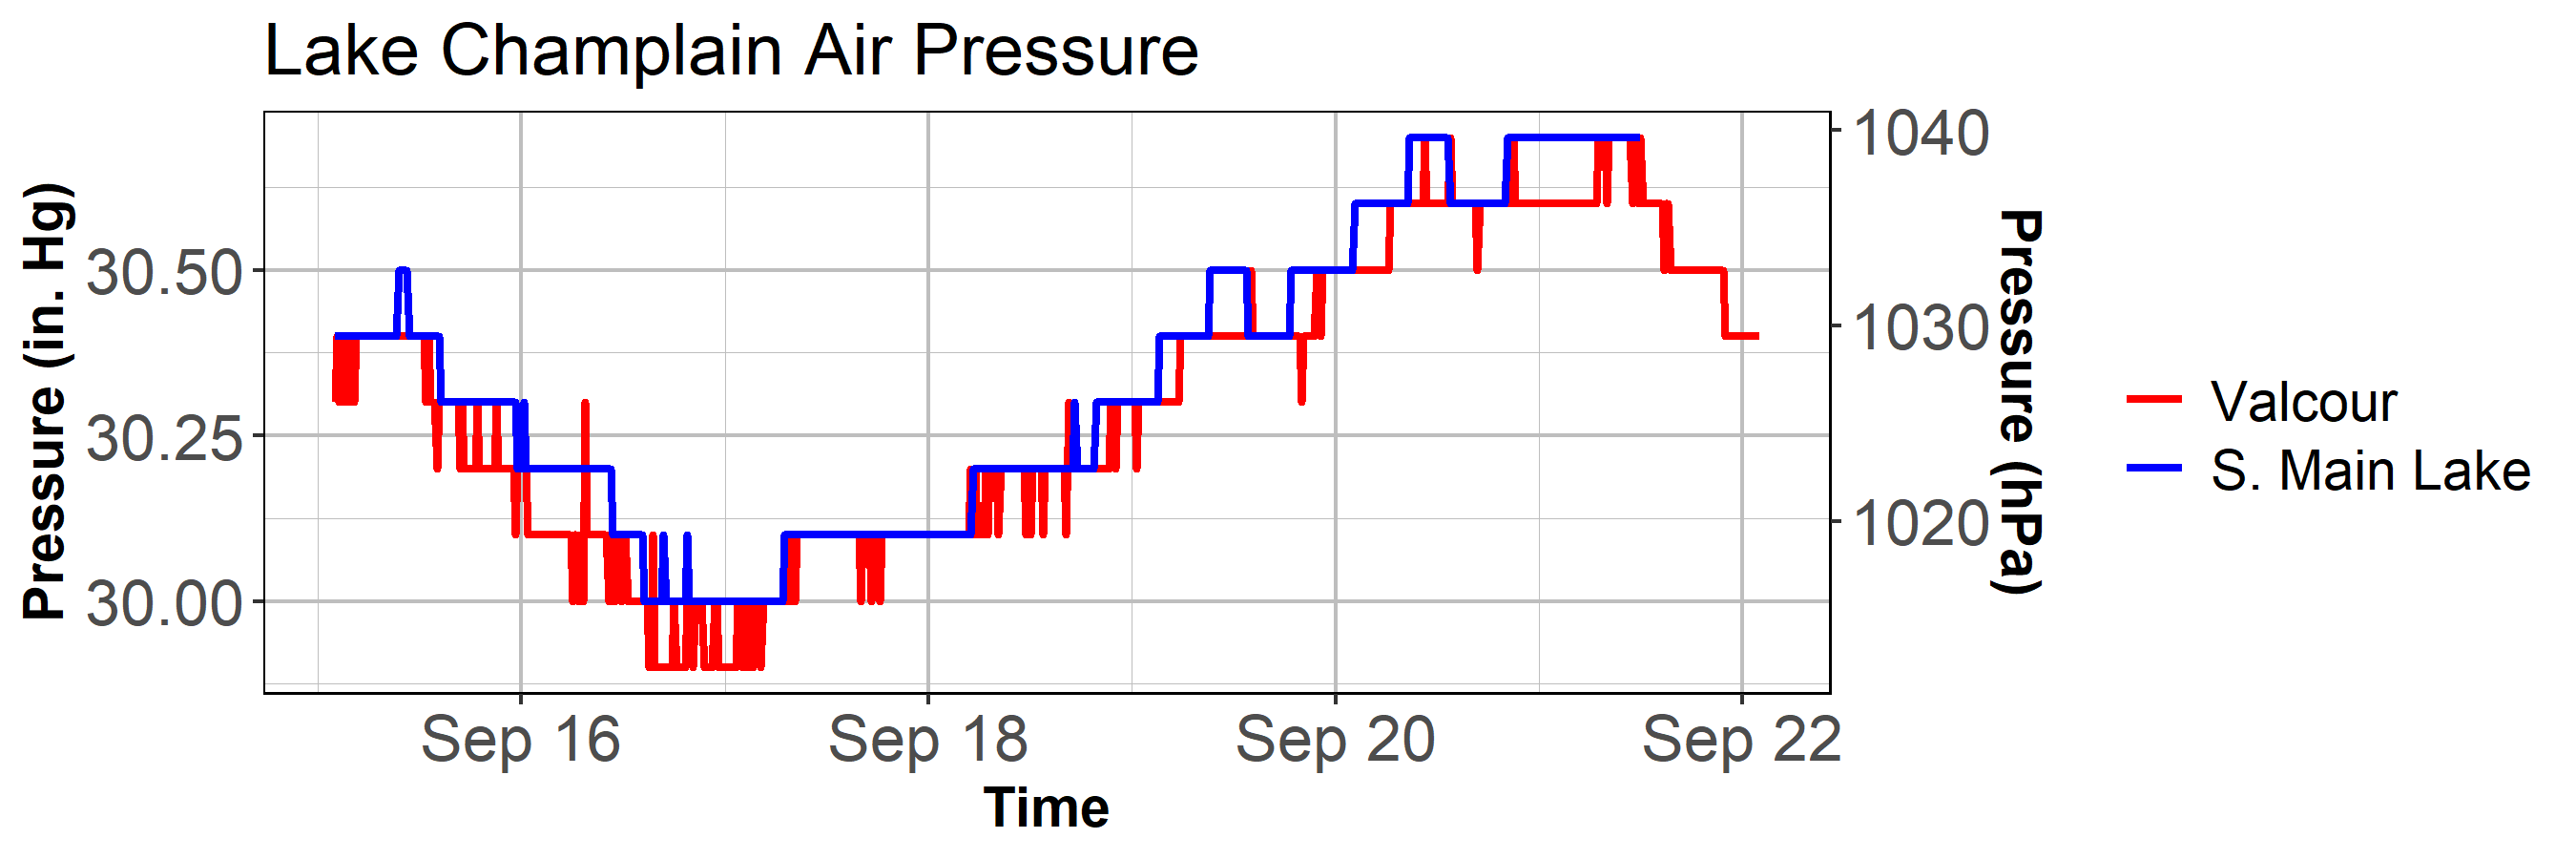 Lake Champlain Air Pressure
Pressure (in. Hg)
30.50
30.25
30.00
1040
1030
1020
Pressure (hPa)
Sep 16
Sep 18
Sep 20
Sep 22
Time
Valcour
S. Main Lake